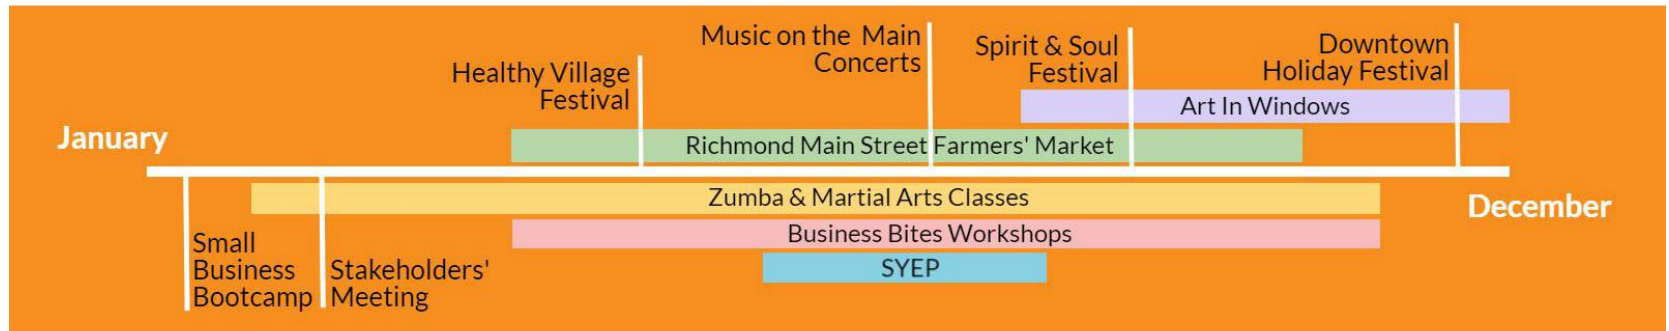 January
Healthy Village
Festival
Music on the Main
Concerts
Spirit & Soul
Festival
Downtown
Holiday Festival
Art In Windows
Richmond Main Street Farmers' Market
Zumba & Martial Arts Classes
Business Bites Workshops
SYEP
Small
Business
Bootcamp
Stakeholders'
Meeting
December